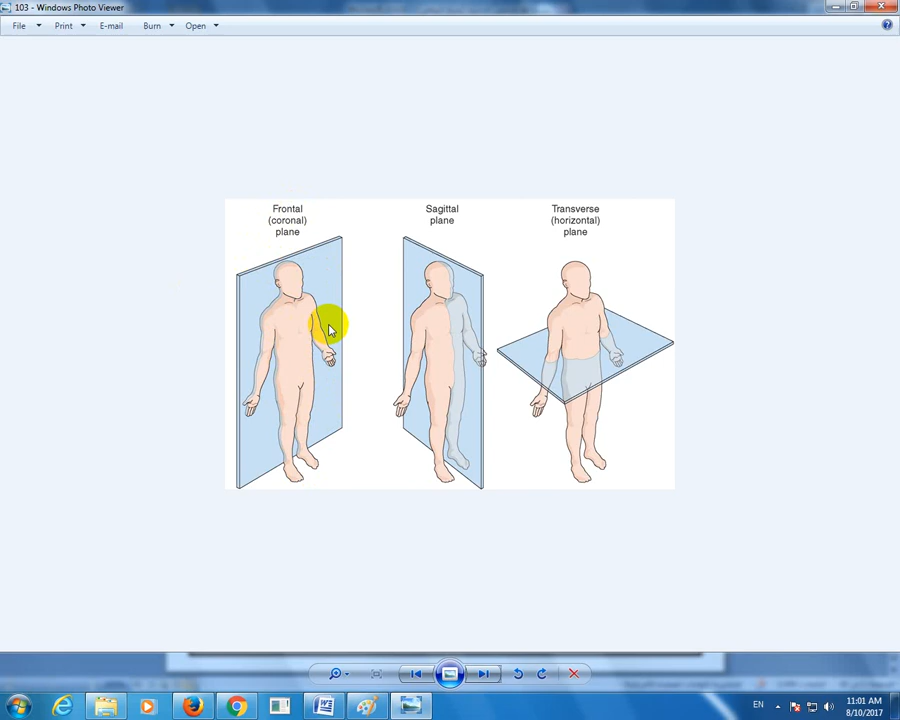 103 - Windows Photo Viewer
File Print E-mail Burn Open
Frontal
(coronal)
plane
Sagittal
plane
Transverse
(horizontal)
plane
EN
11:01 AM
8/10/2017